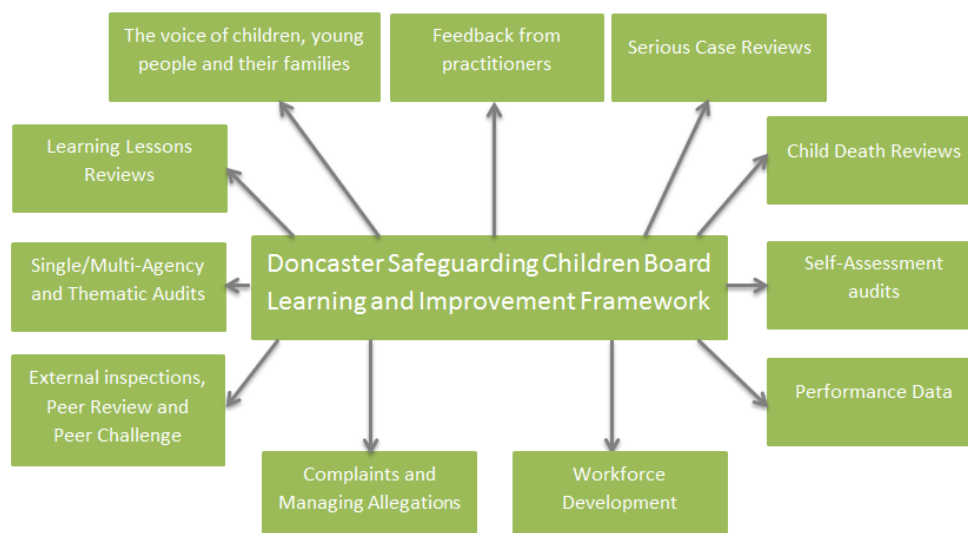 The voice of children, young
people and their families
Feedback from
practitioners
Serious Case Reviews
Learning Lessons
Reviews
Child Death Reviews
Doncaster Safeguarding Children Board
Learning and Improvement Framework
Single/Multi-Agency
and Thematic Audits
Self-Assessment
audits
External inspections,
Peer Review and
Peer Challenge
Performance Data
Complaints and
Managing Allegations
Workforce
Development